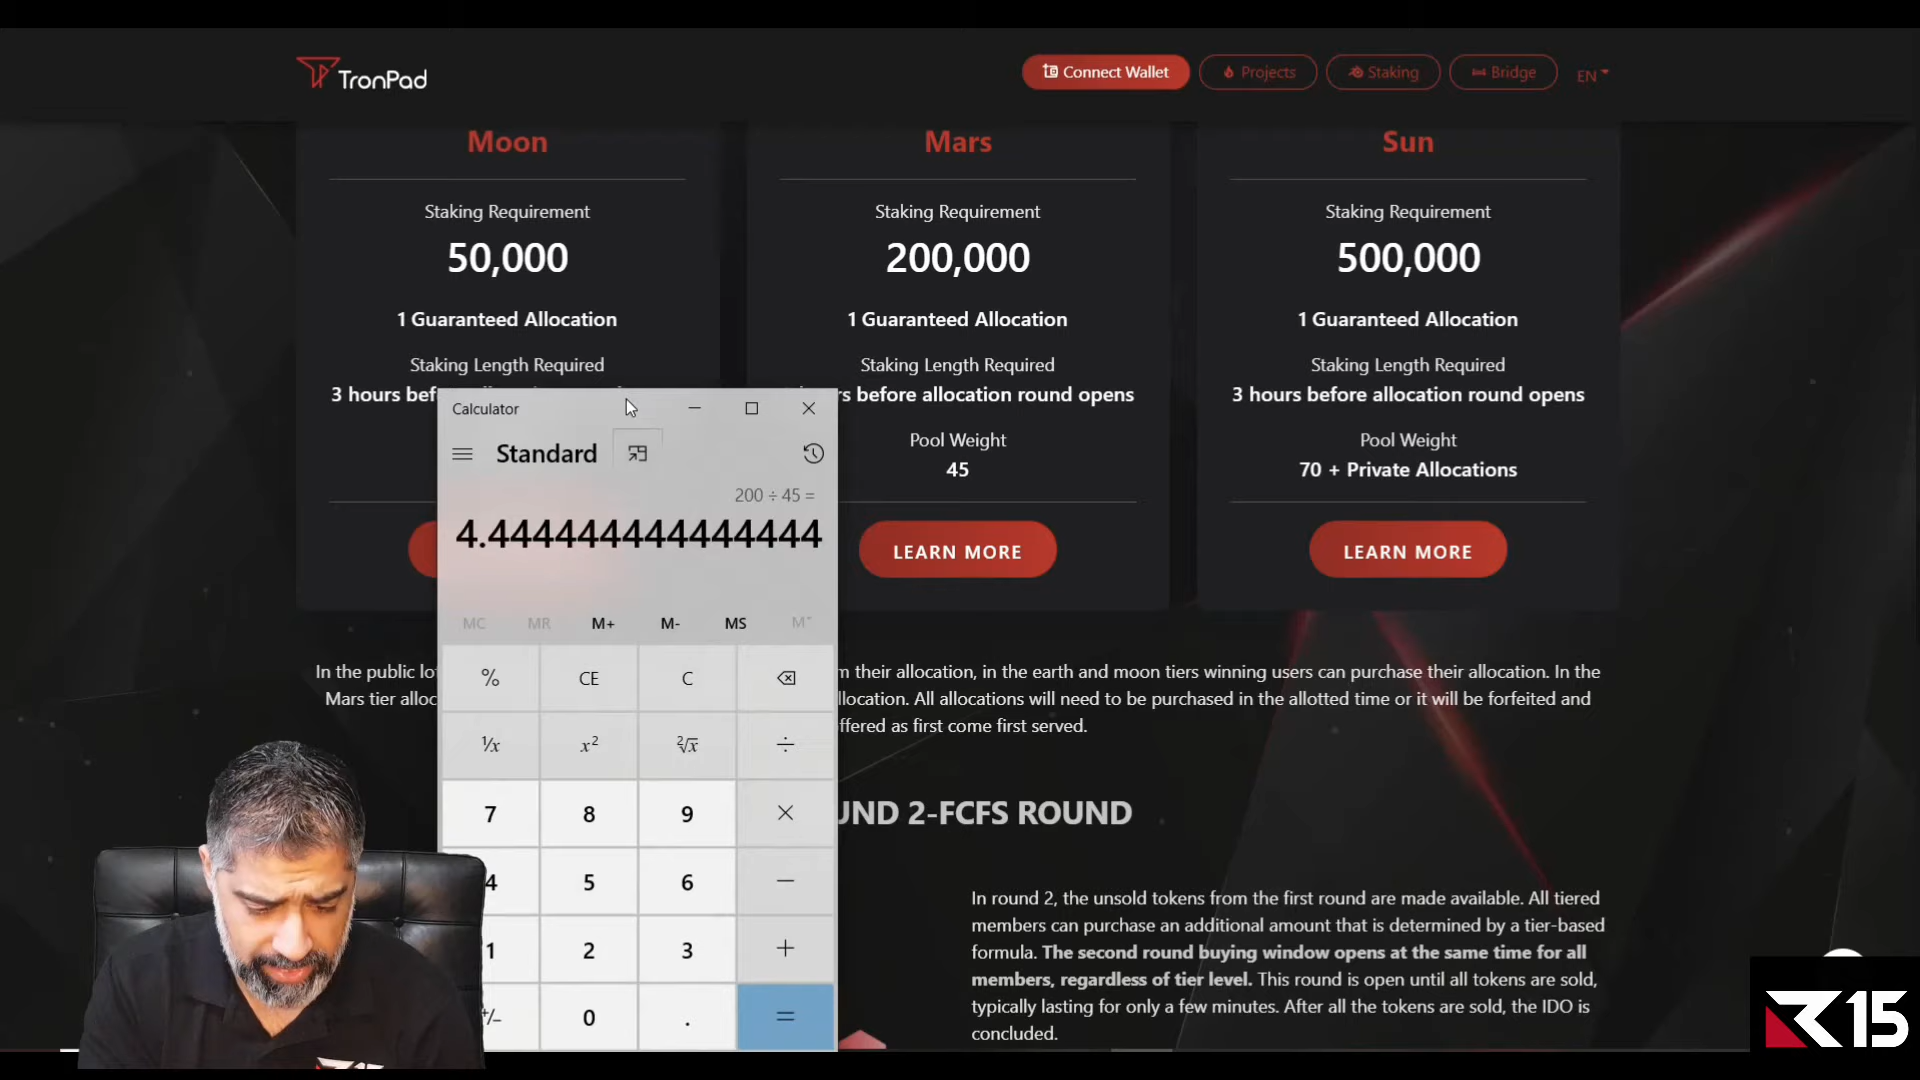 TronPad
Connect Wallet
Projects
Staking
Bridge
EN
Moon
Mars
Sun
Staking Requirement
50,000
1 Guaranteed Allocation
Staking Length Required
3 hours bef
Staking Requirement
200,000
1 Guaranteed Allocation
Staking Length Required
s before allocation round opens
Pool Weight
45
LEARN MORE
Staking Requirement
500,000
1 Guaranteed Allocation
Staking Length Required
3 hours before allocation round opens
Pool Weight
70 + Private Allocations
LEARN MORE
Calculator
Standard
200 ÷ 45 =
4.444444444444444
MC MR M+ M- MS M˅
% CE C
¹/x x² ²√x ÷
7 8 9 ×
4 5 6 −
1 2 3 +
+/− 0 . =
In the public lo
m their allocation, in the earth and moon tiers winning users can purchase their allocation. In the
Mars tier alloc
llocation. All allocations will need to be purchased in the allotted time or it will be forfeited and
ffered as first come first served.
UND 2-FCFS ROUND
In round 2, the unsold tokens from the first round are made available. All tiered
members can purchase an additional amount that is determined by a tier-based
formula. The second round buying window opens at the same time for all
members, regardless of tier level. This round is open until all tokens are sold,
typically lasting for only a few minutes. After all the tokens are sold, the IDO is
concluded.
R15
15